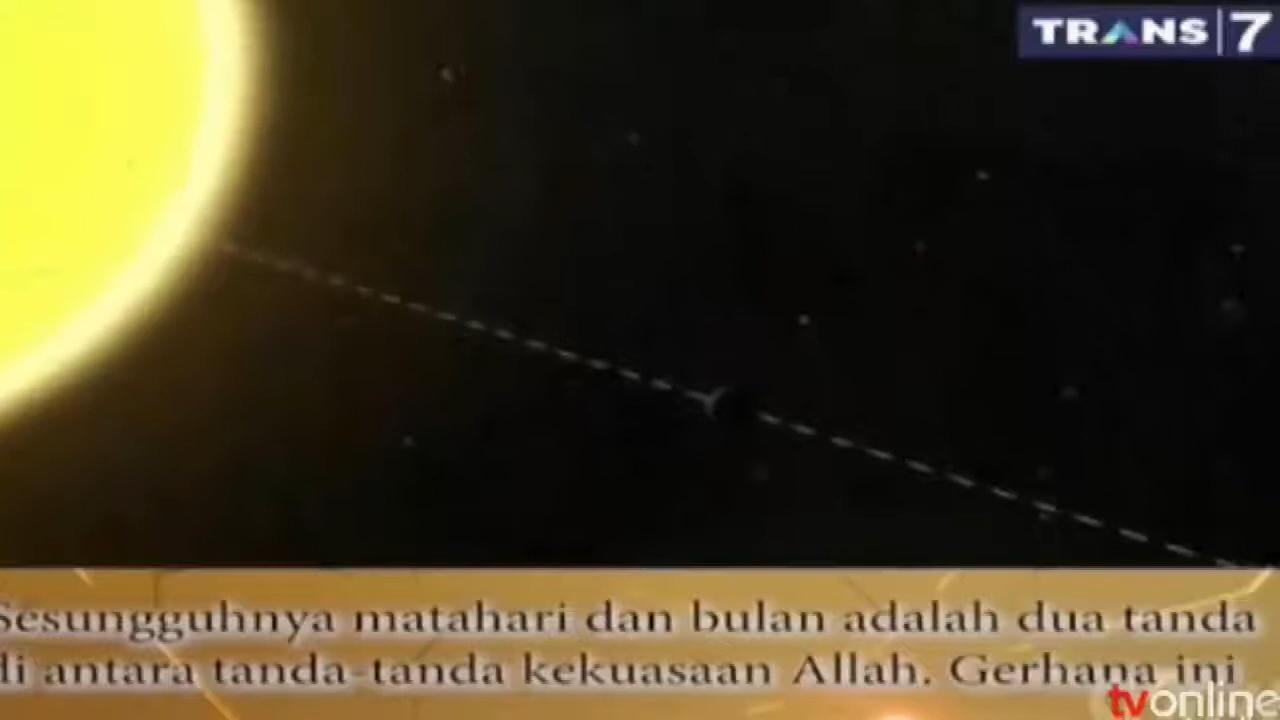 TRANS|7
Sesungguhnya matahari dan bulan adalah dua tanda
di antara tanda-tanda kekuasaan Allah. Gerhana ini
tvonline